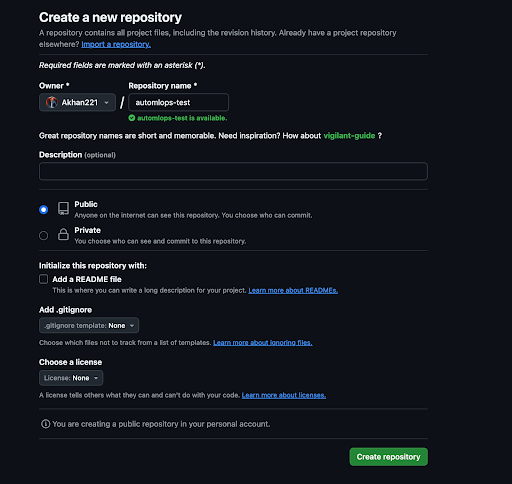 Create a new repository
A repository contains all project files, including the revision history. Already have a project repository
elsewhere? Import a repository.
Required fields are marked with an asterisk (*).
Owner *
Repository name *
Akhan221
/
automlops-test
automlops-test is available.
Great repository names are short and memorable. Need inspiration? How about vigilant-guide ?
Description (optional)
Public
Anyone on the internet can see this repository. You choose who can commit.
Private
You choose who can see and commit to this repository.
Initialize this repository with:
Add a README file
This is where you can write a long description for your project. Learn more about READMEs.
Add .gitignore
.gitignore template: None
Choose which files not to track from a list of templates. Learn more about ignoring files.
Choose a license
License: None
A license tells others what they can and can't do with your code. Learn more about licenses.
You are creating a public repository in your personal account.
Create repository